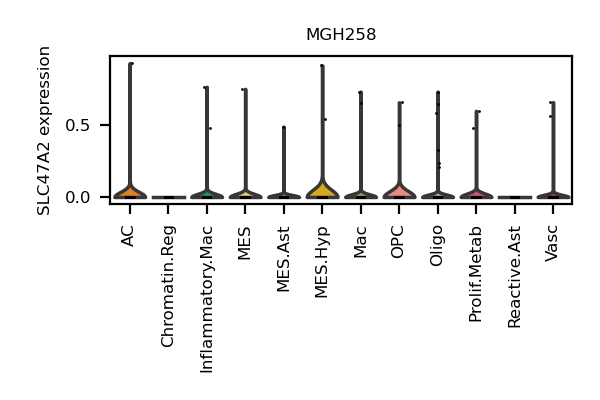 MGH258
SLC47A2 expression
0.5
0.0
AC
Chromatin.Reg
Inflammatory.Mac
MES
MES.Ast
MES.Hyp
Mac
OPC
Oligo
Prolif.Metab
Reactive.Ast
Vasc